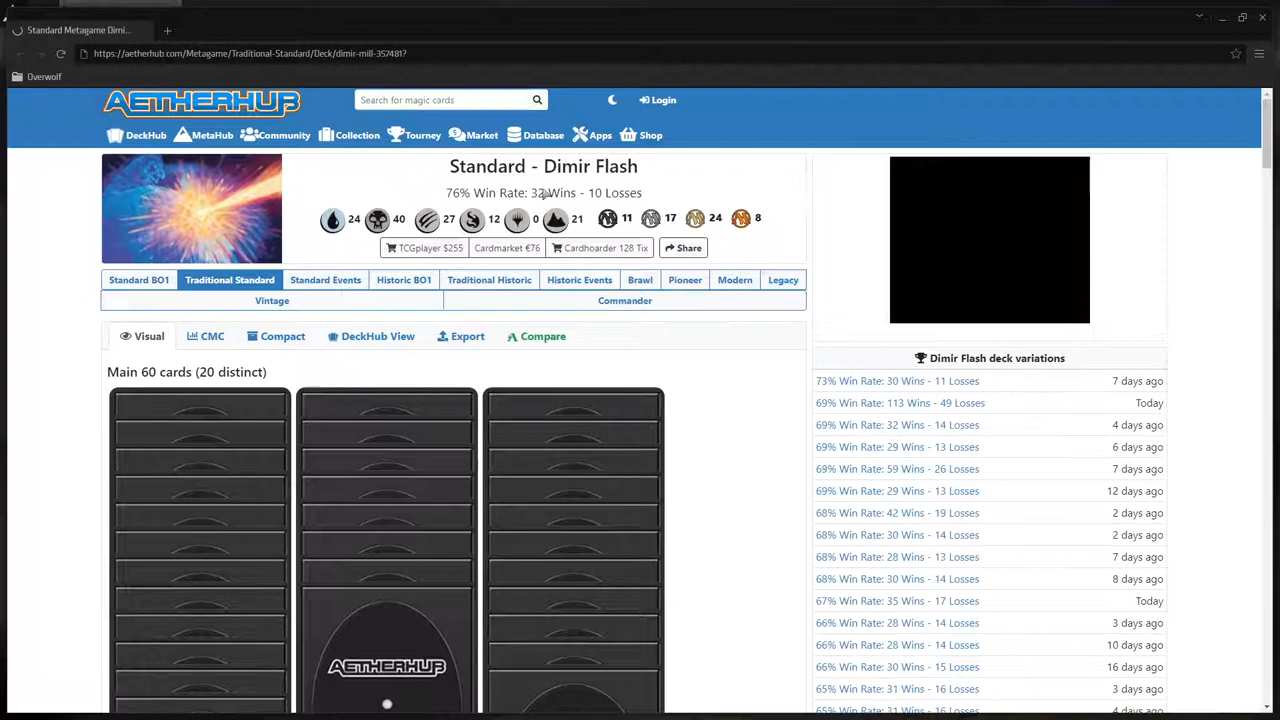 Standard Metagame Dimi...
https://aetherhub.com/Metagame/Traditional-Standard/Deck/dimir-mill-357481?
Overwolf
AETHERHUB
Search for magic cards
Login
DeckHub MetaHub Community Collection Tourney Market Database Apps Shop
Standard - Dimir Flash
76% Win Rate: 32 Wins - 10 Losses
24 40 27 12 0 21 11 17 24 8
TCGplayer $255 Cardmarket €76 Cardhoarder 128 Tix Share
Standard BO1 Traditional Standard Standard Events Historic BO1 Traditional Historic Historic Events Brawl Pioneer Modern Legacy
Vintage Commander
Visual CMC Compact DeckHub View Export Compare
Main 60 cards (20 distinct)
AETHERHUB
Dimir Flash deck variations
73% Win Rate: 30 Wins - 11 Losses 7 days ago
69% Win Rate: 113 Wins - 49 Losses Today
69% Win Rate: 32 Wins - 14 Losses 4 days ago
69% Win Rate: 29 Wins - 13 Losses 6 days ago
69% Win Rate: 59 Wins - 26 Losses 7 days ago
69% Win Rate: 29 Wins - 13 Losses 12 days ago
68% Win Rate: 42 Wins - 19 Losses 2 days ago
68% Win Rate: 30 Wins - 14 Losses 2 days ago
68% Win Rate: 28 Wins - 13 Losses 7 days ago
68% Win Rate: 30 Wins - 14 Losses 8 days ago
67% Win Rate: 35 Wins - 17 Losses Today
66% Win Rate: 28 Wins - 14 Losses 3 days ago
66% Win Rate: 28 Wins - 14 Losses 10 days ago
66% Win Rate: 30 Wins - 15 Losses 16 days ago
65% Win Rate: 31 Wins - 16 Losses 3 days ago
65% Win Rate: 31 Wins - 16 Losses 4 days ago